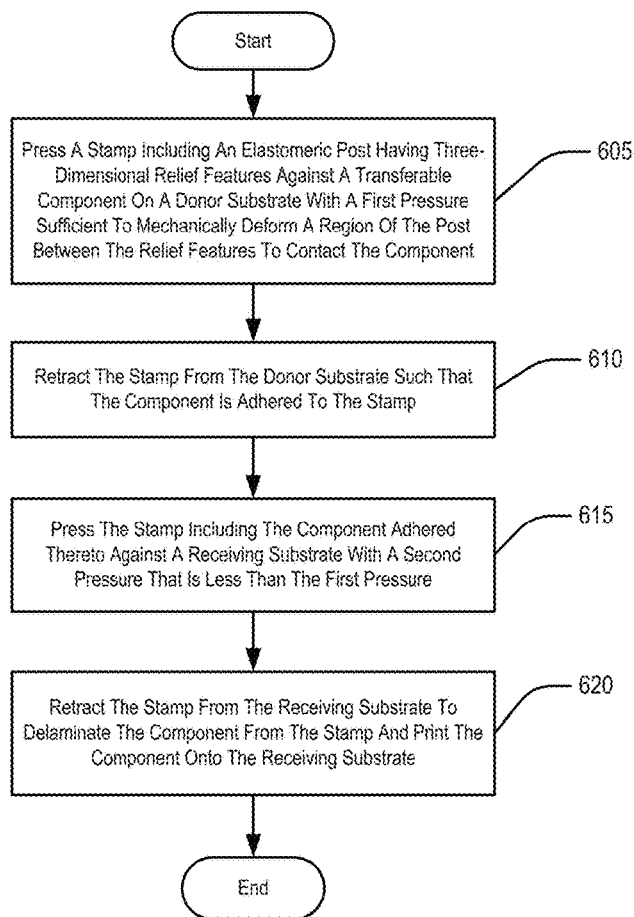 Start
Press A Stamp Including An Elastomeric Post Having Three-
Dimensional Relief Features Against A Transferable
Component On A Donor Substrate With A First Pressure
Sufficient To Mechanically Deform A Region Of The Post
Between The Relief Features To Contact The Component
605
Retract The Stamp From The Donor Substrate Such That
The Component Is Adhered To The Stamp
610
Press The Stamp Including The Component Adhered
Thereto Against A Receiving Substrate With A Second
Pressure That Is Less Than The First Pressure
615
Retract The Stamp From The Receiving Substrate To
Delaminate The Component From The Stamp And Print The
Component Onto The Receiving Substrate
620
End